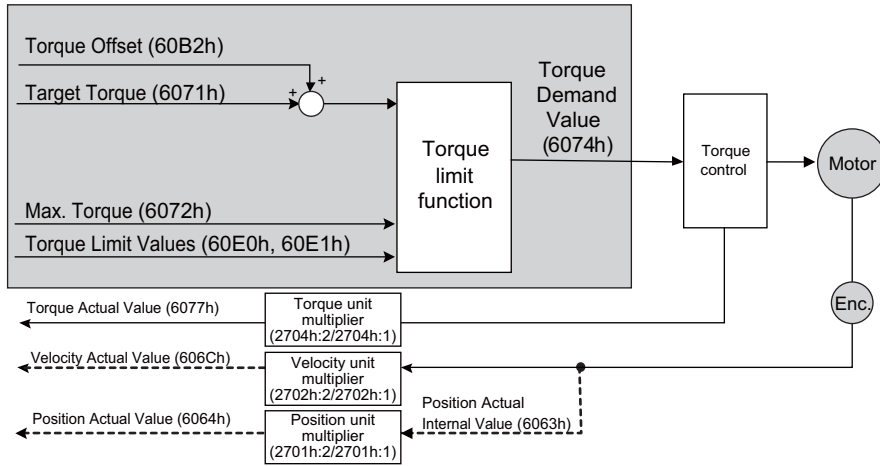 Torque Offset (60B2h)
+
+
Target Torque (6071h)
Max. Torque (6072h)
Torque Limit Values (60E0h, 60E1h)
Torque
limit
function
Torque
Demand
Value
(6074h)
Torque
control
Motor
Enc.
Torque Actual Value (6077h)
Torque unit
multiplier
(2704h:2/2704h:1)
Velocity Actual Value (606Ch)
Velocity unit
multiplier
(2702h:2/2702h:1)
Position Actual Value (6064h)
Position unit
multiplier
(2701h:2/2701h:1)
Position Actual
Internal Value (6063h)